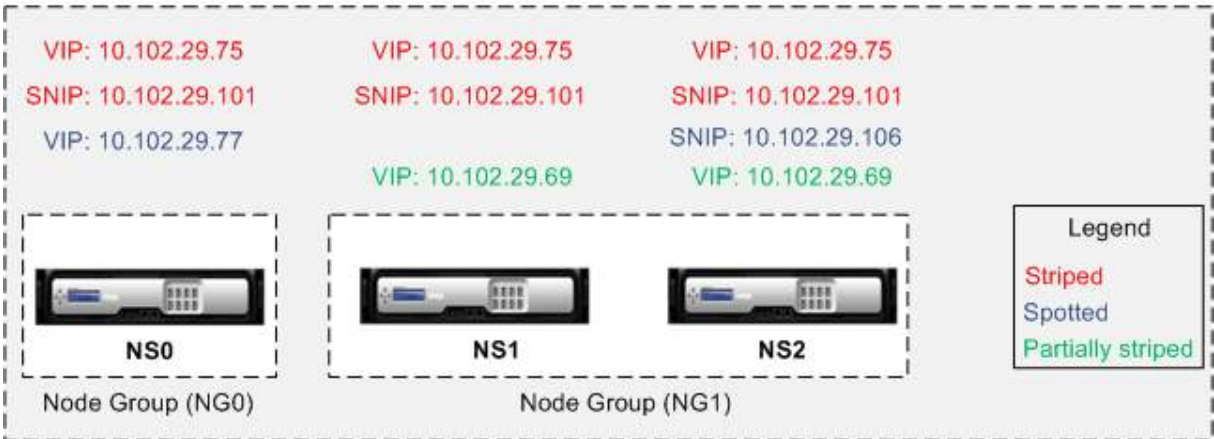 VIP: 10.102.29.75 VIP: 10.102.29.75 VIP: 10.102.29.75
SNIP: 10.102.29.101 SNIP: 10.102.29.101 SNIP: 10.102.29.101
VIP: 10.102.29.77 SNIP: 10.102.29.106
VIP: 10.102.29.69 VIP: 10.102.29.69
Legend
Striped
Spotted
Partially striped
NS0 NS1 NS2
Node Group (NG0) Node Group (NG1)